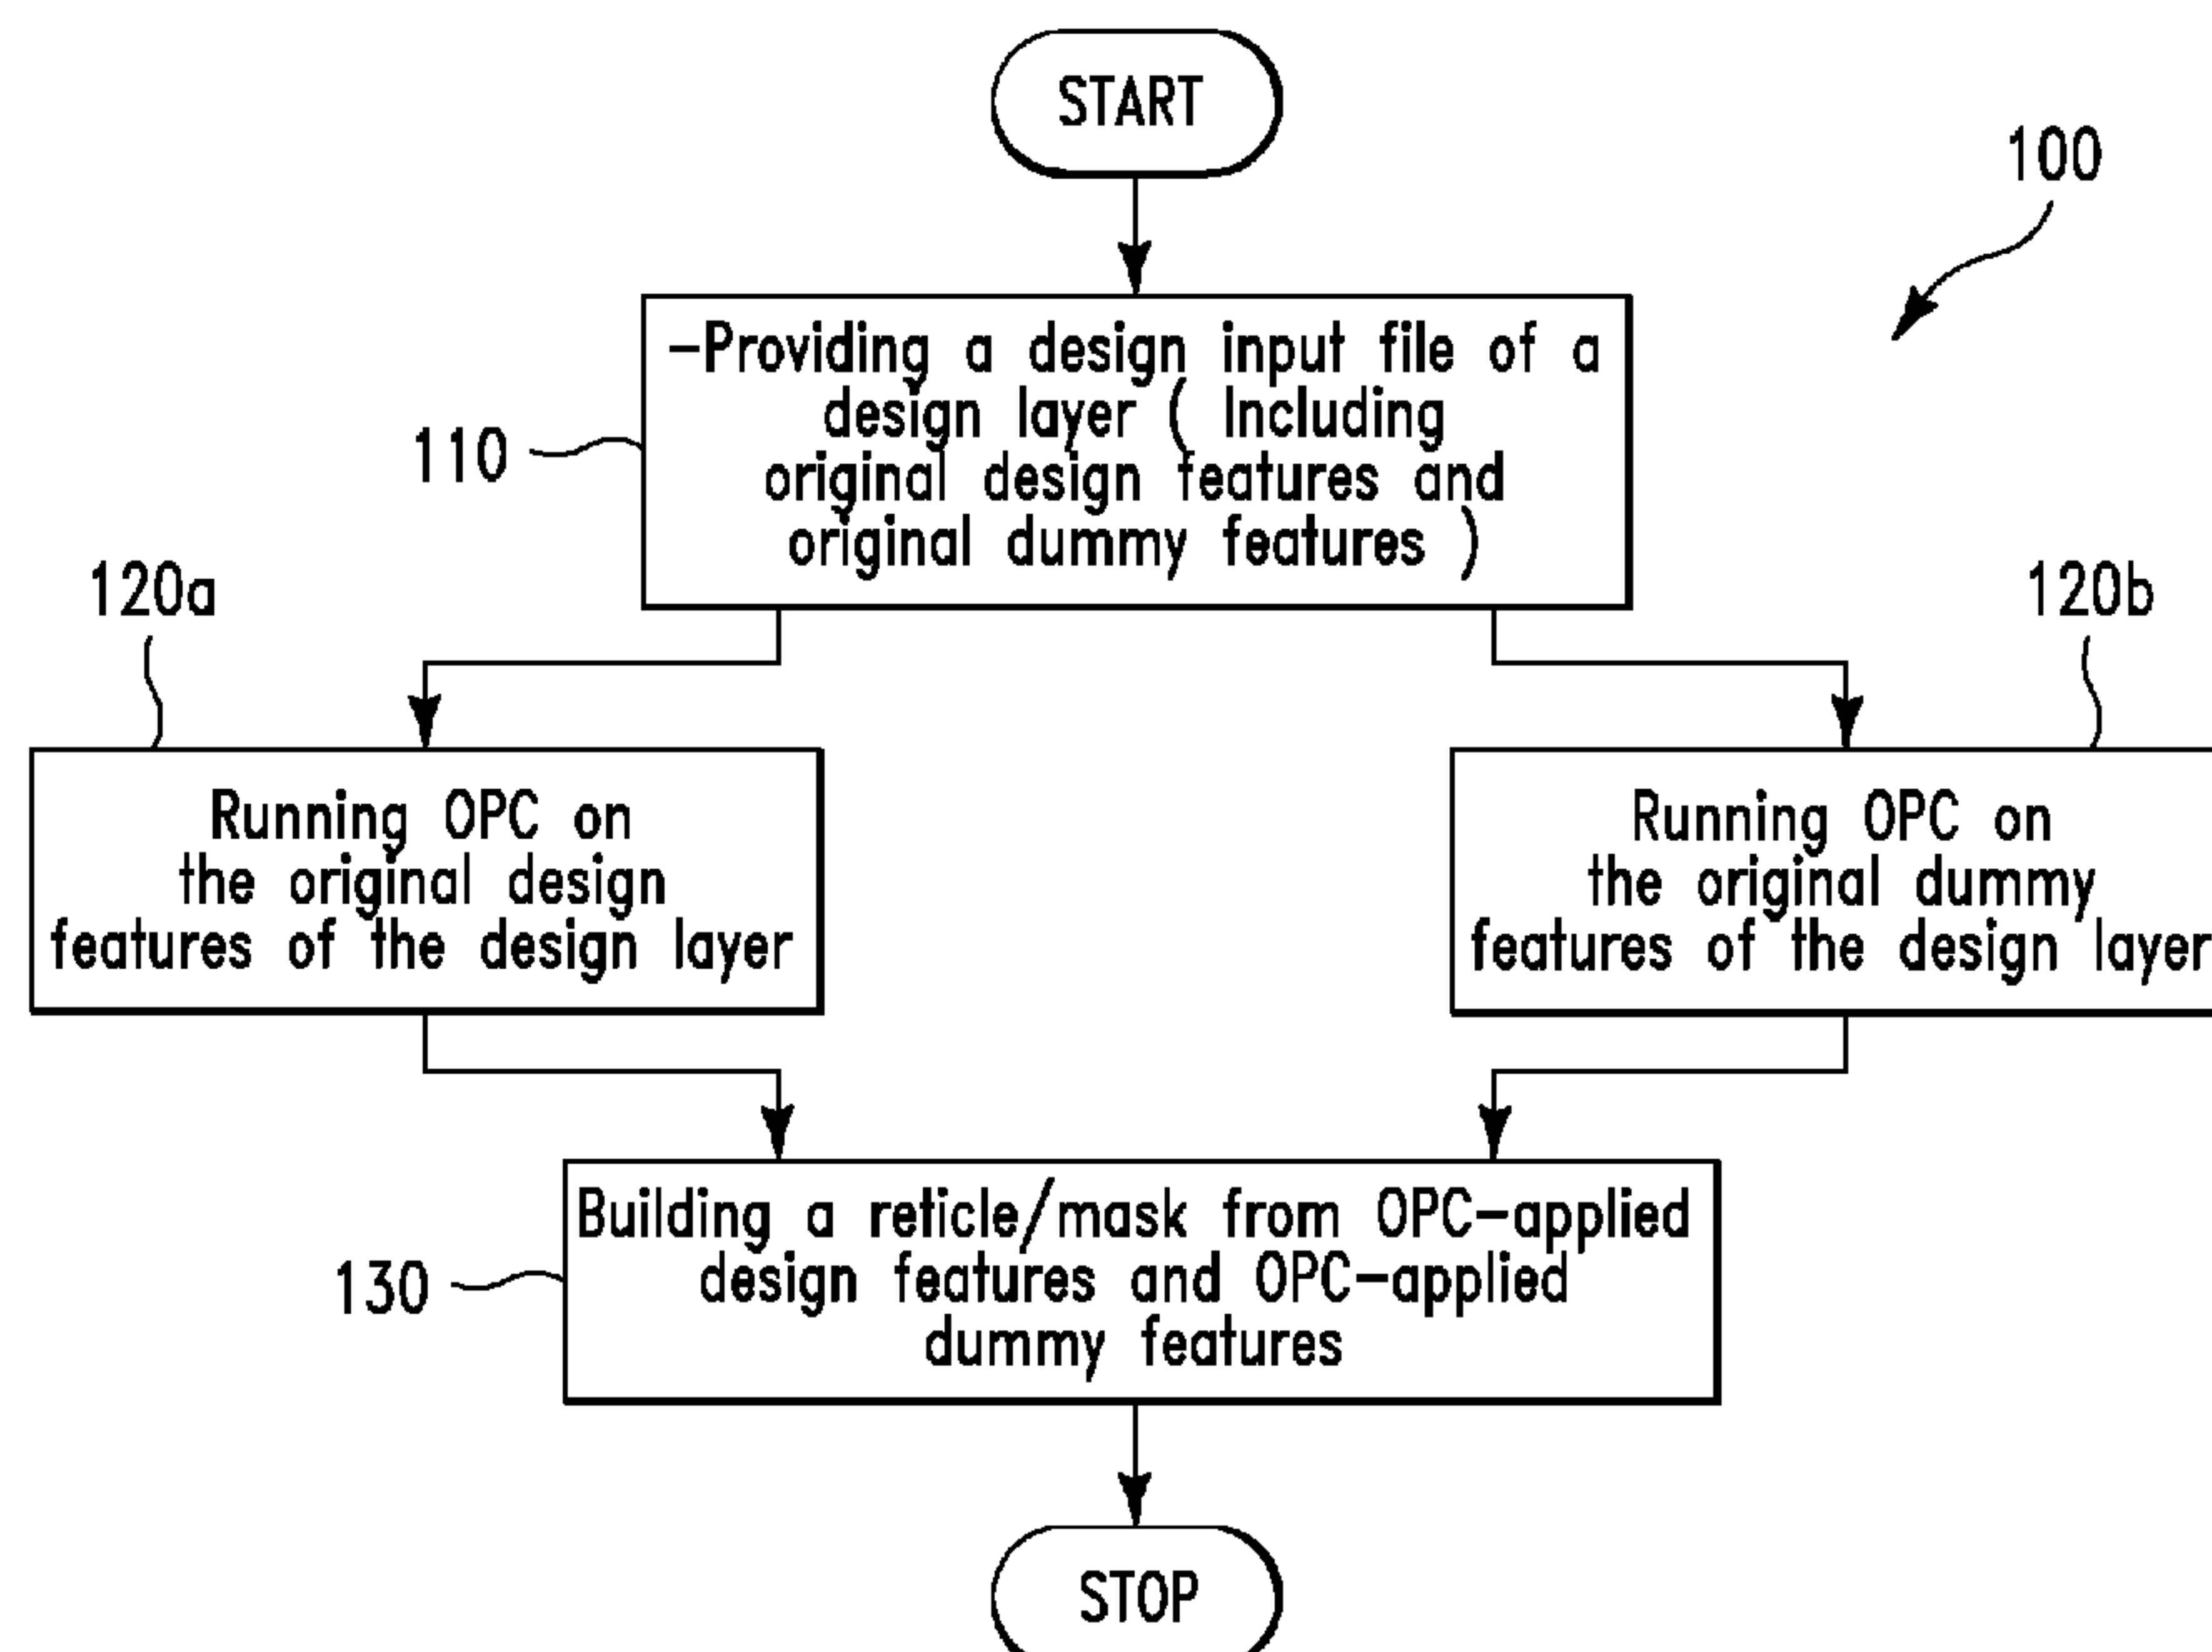 START
100
-Providing a design input file of a
design layer ( Including
original design features and
original dummy features )
110
120a
120b
Running OPC on
the original design
features of the design layer
Running OPC on
the original dummy
features of the design layer
Building a reticle/mask from OPC-applied
design features and OPC-applied
dummy features
130
STOP